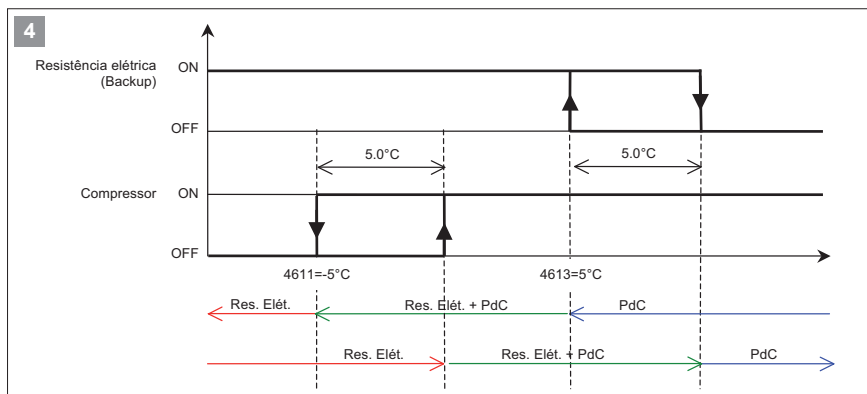 4
Resistência elétrica
(Backup)
ON
OFF
5.0°C
5.0°C
Compressor
ON
OFF
4611=-5°C
4613=5°C
Res. Elét.
Res. Elét. + PdC
PdC
Res. Elét.
Res. Elét. + PdC
PdC